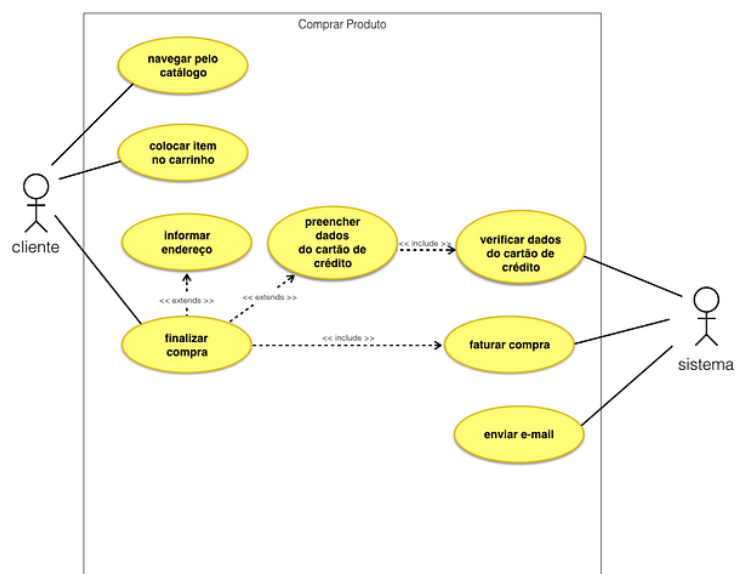 Comprar Produto
navegar pelo
catálogo
colocar item
no carrinho
cliente
informar
endereço
preencher
dados
do cartão de
crédito
<< include >>
verificar dados
do cartão de
crédito
<< extends >>
<< extends >>
finalizar
compra
<< include >>
faturar compra
sistema
enviar e-mail